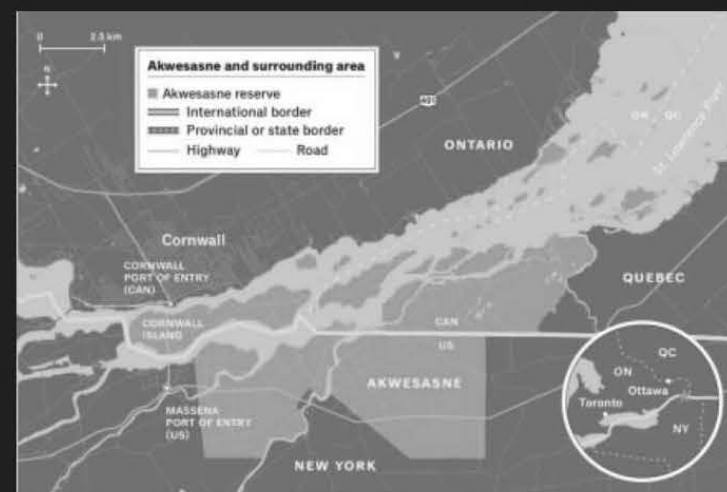 0 2.5 km
N
Akwesasne and surrounding area
Akwesasne reserve
International border
Provincial or state border
Highway Road
401
ONTARIO
ON QC
St. Lawrence River
Cornwall
CORNWALL
PORT OF ENTRY
(CAN)
QUEBEC
CORNWALL
ISLAND
CAN
US
AKWESASNE
MASSENA
PORT OF ENTRY
(US)
NEW YORK
QC
ON
Ottawa
Toronto
NY